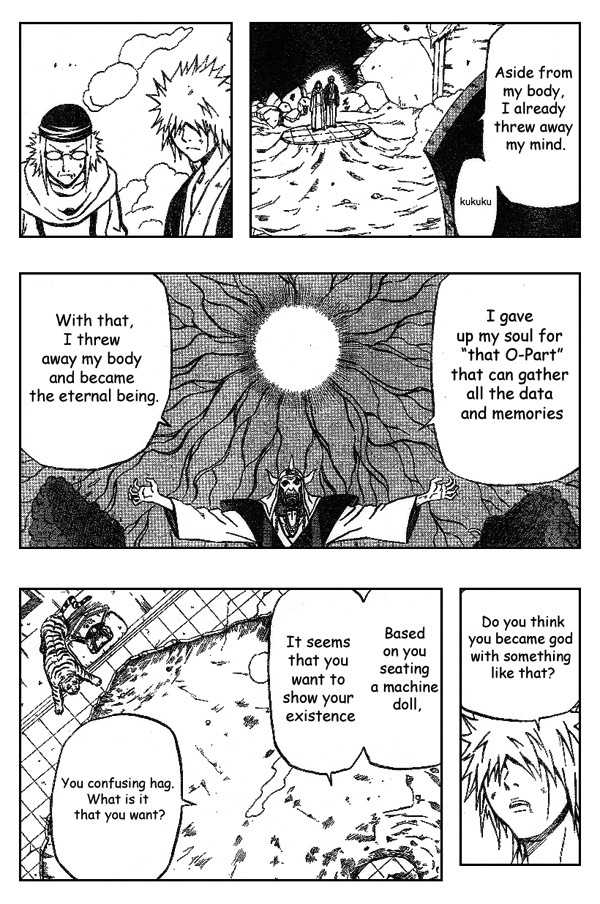 Aside from
my body,
I already
threw away
my mind.
kukuku
I gave
up my soul for
“that O-Part”
that can gather
all the data
and memories
With that,
I threw
away my body
and became
the eternal being.
Do you think
you became god
with something
like that?
Based
on you
seating
a machine
doll,
It seems
that you
want to
show your
existence
You confusing hag.
What is it
that you want?